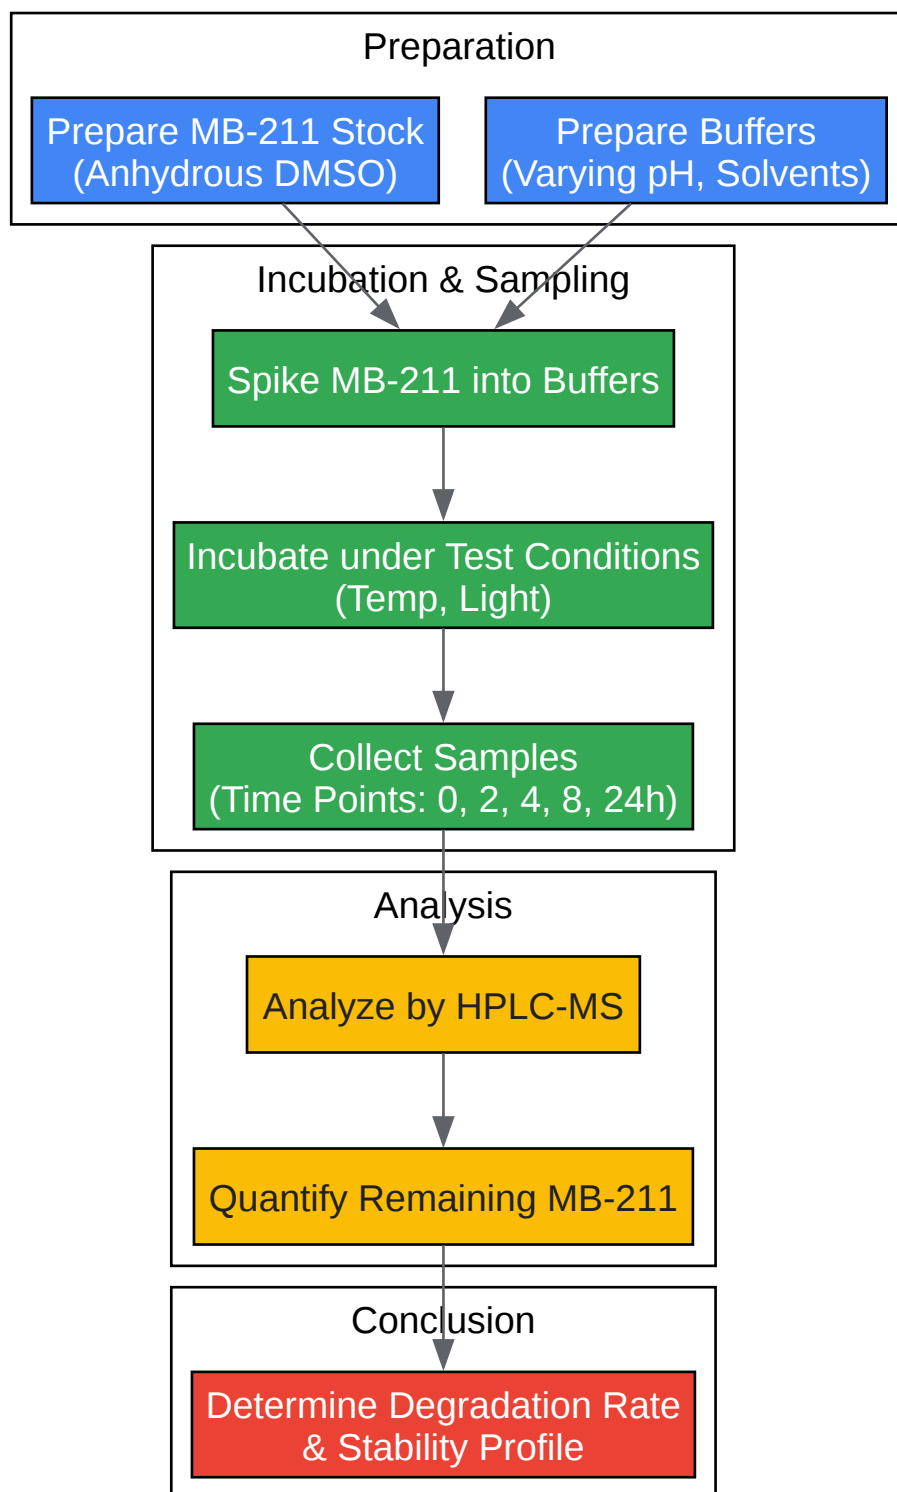 Preparation
Prepare MB-211 Stock
(Anhydrous DMSO)
Prepare Buffers
(Varying pH, Solvents)
Incubation & Sampling
Spike MB-211 into Buffers
Incubate under Test Conditions
(Temp, Light)
Collect Samples
(Time Points: 0, 2, 4, 8, 24h)
Analysis
Analyze by HPLC-MS
Quantify Remaining MB-211
Conclusion
Determine Degradation Rate
& Stability Profile